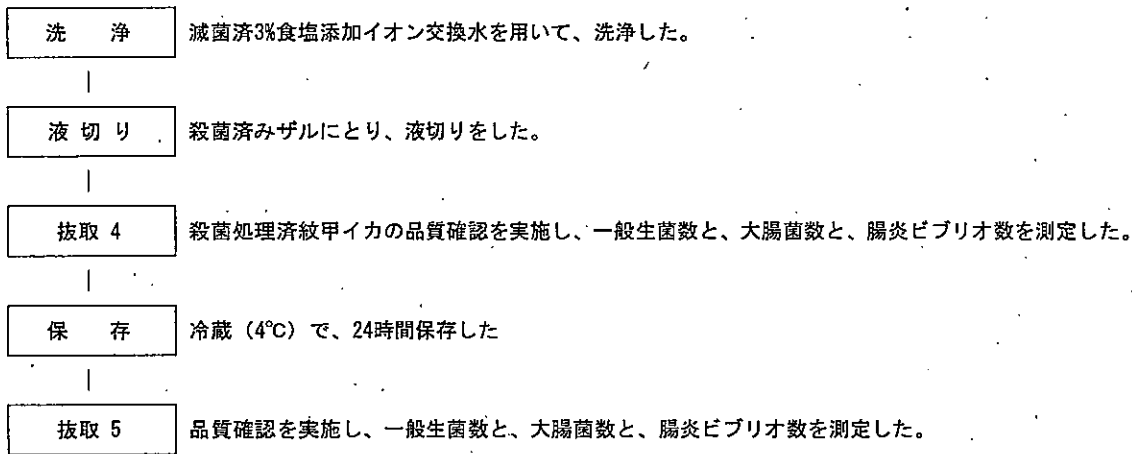 洗　浄　滅菌済3%食塩添加イオン交換水を用いて、洗浄した。
液 切 り　殺菌済みザルにとり、液切りをした。
抜取 4　殺菌処理済紋甲イカの品質確認を実施し、一般生菌数と、大腸菌数と、腸炎ビブリオ数を測定した。
保　存　冷蔵（4℃）で、24時間保存した
抜取 5　品質確認を実施し、一般生菌数と、大腸菌数と、腸炎ビブリオ数を測定した。